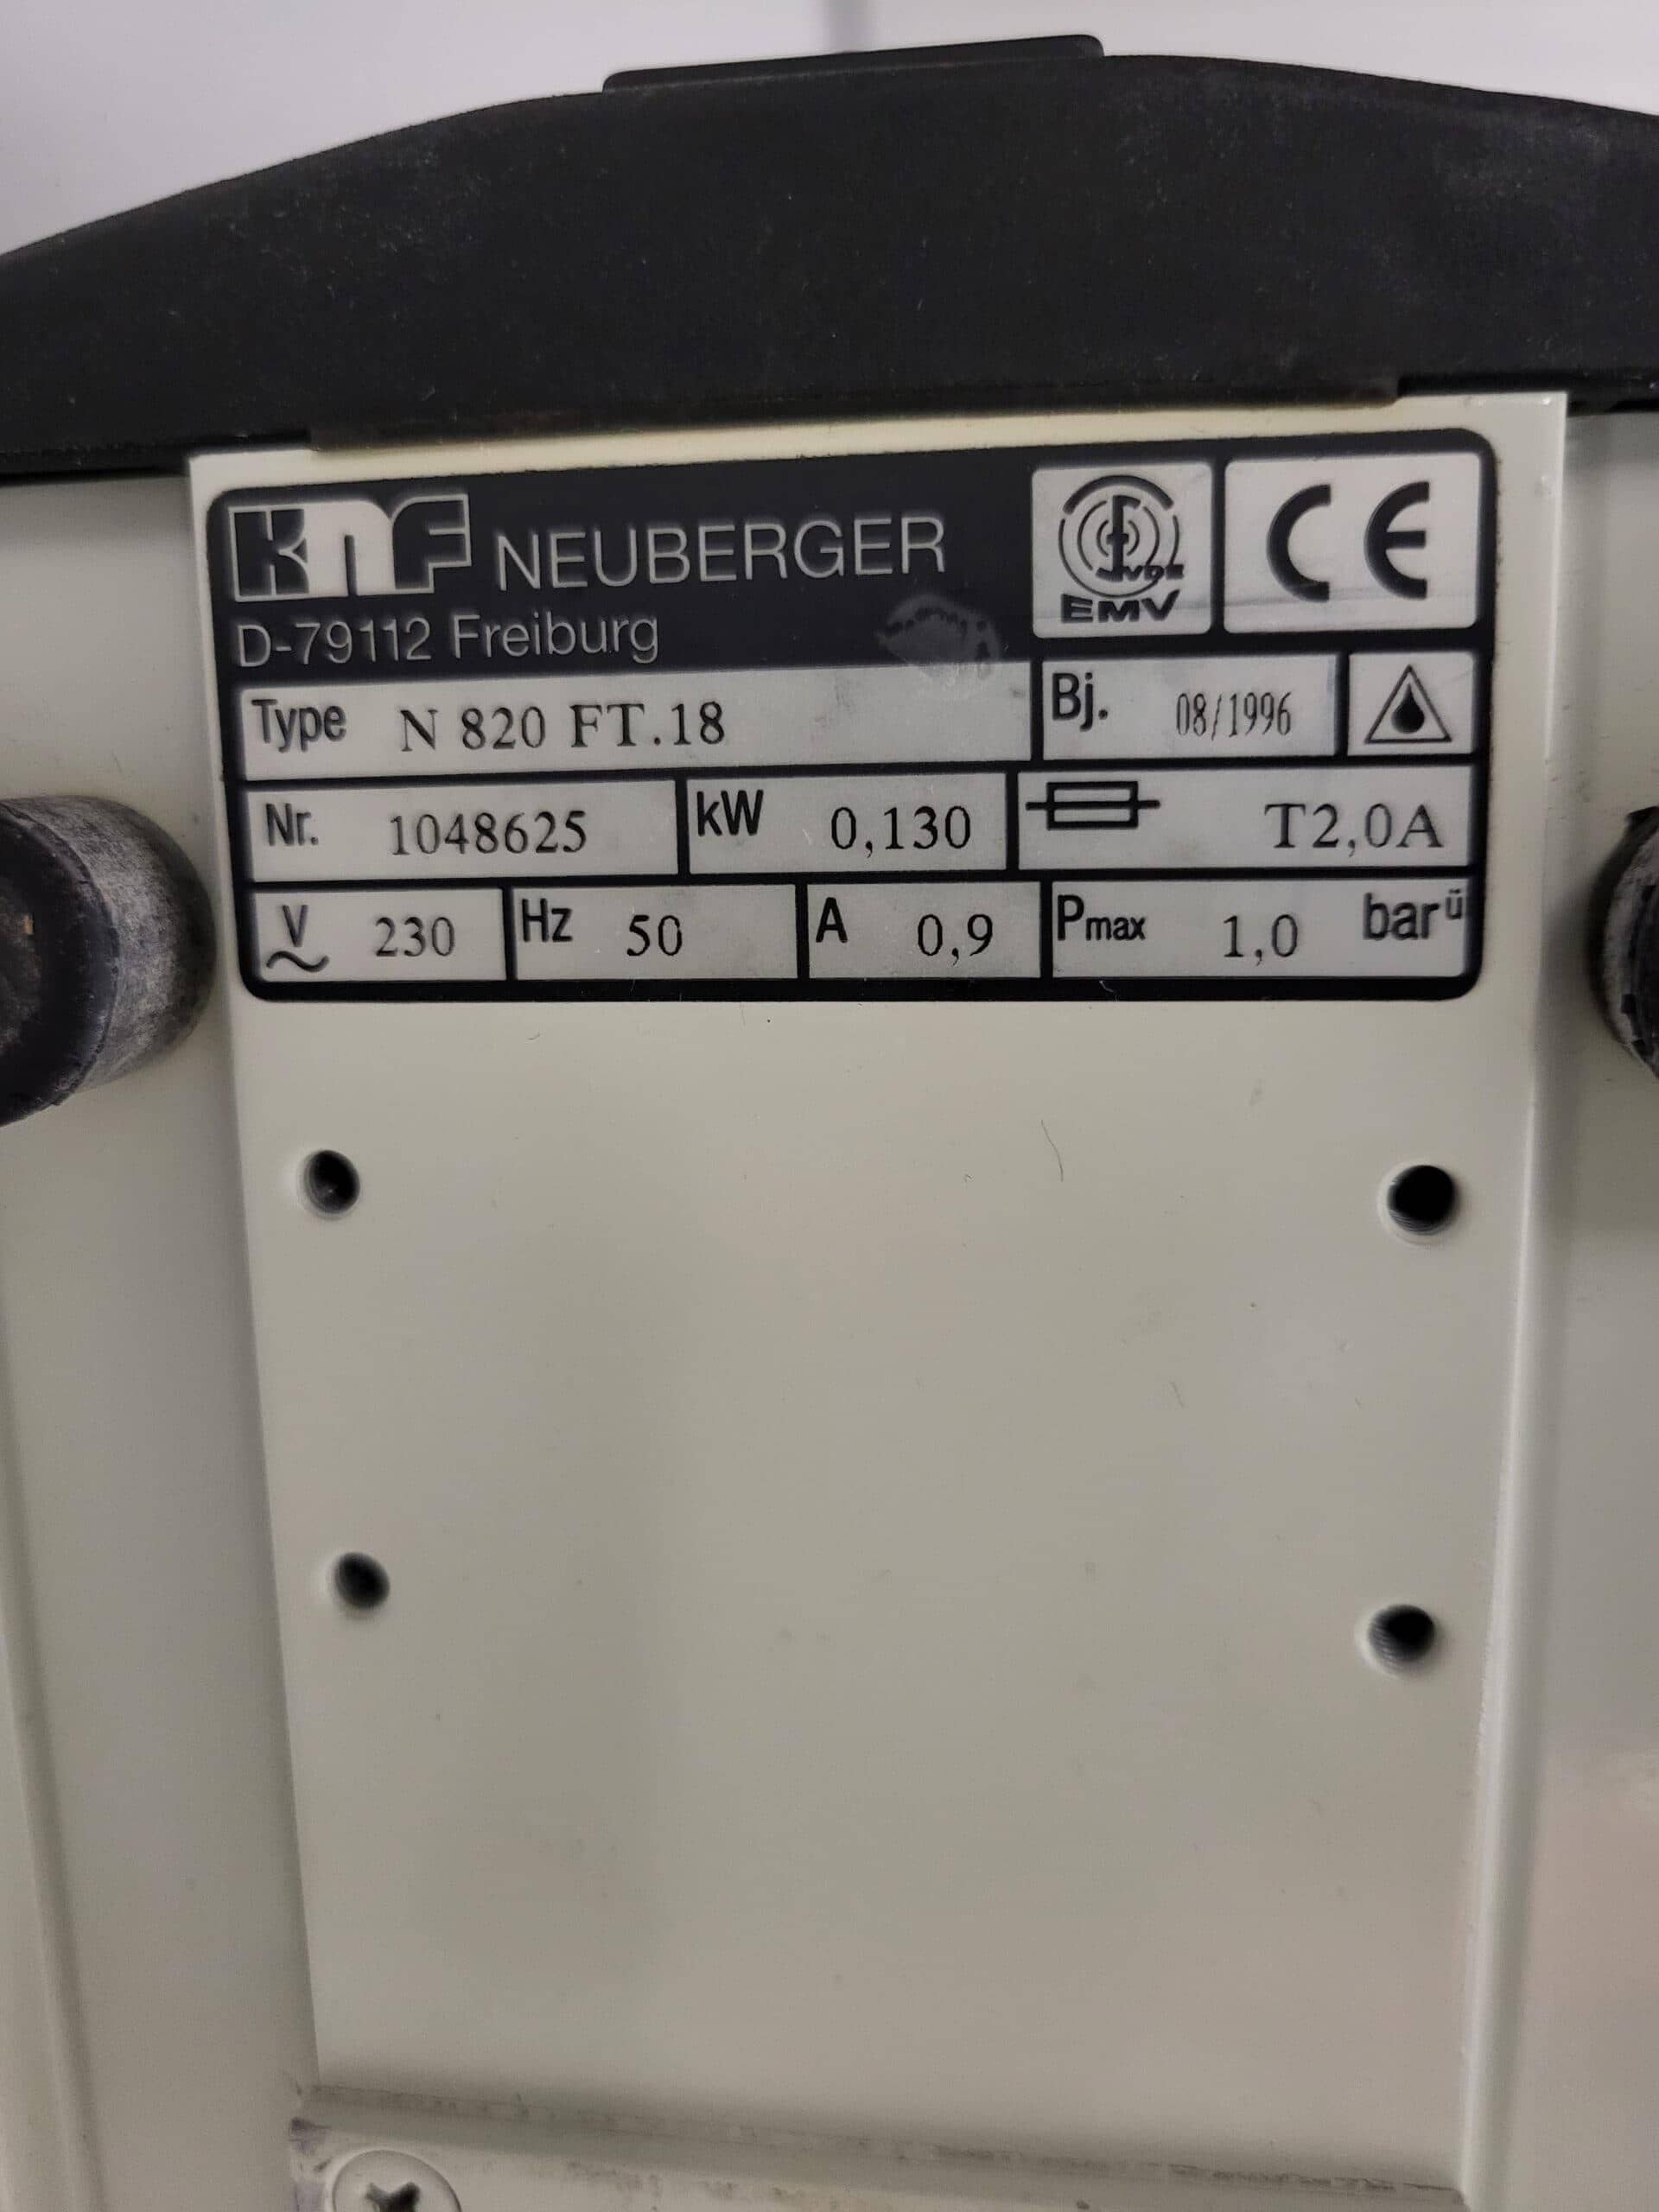 KNF NEUBERGER
D-79112 Freiburg
VDE
EMV
CE
Type N 820 FT.18
Bj. 08/1996
Nr. 1048625
kW 0,130
T2,0A
V 230
Hz 50
A 0,9
Pmax 1,0 barü